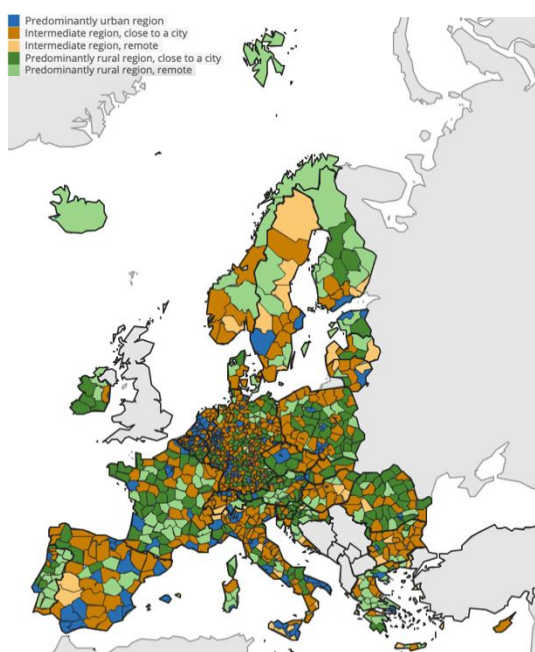 Predominantly urban region
Intermediate region, close to a city
Intermediate region, remote
Predominantly rural region, close to a city
Predominantly rural region, remote